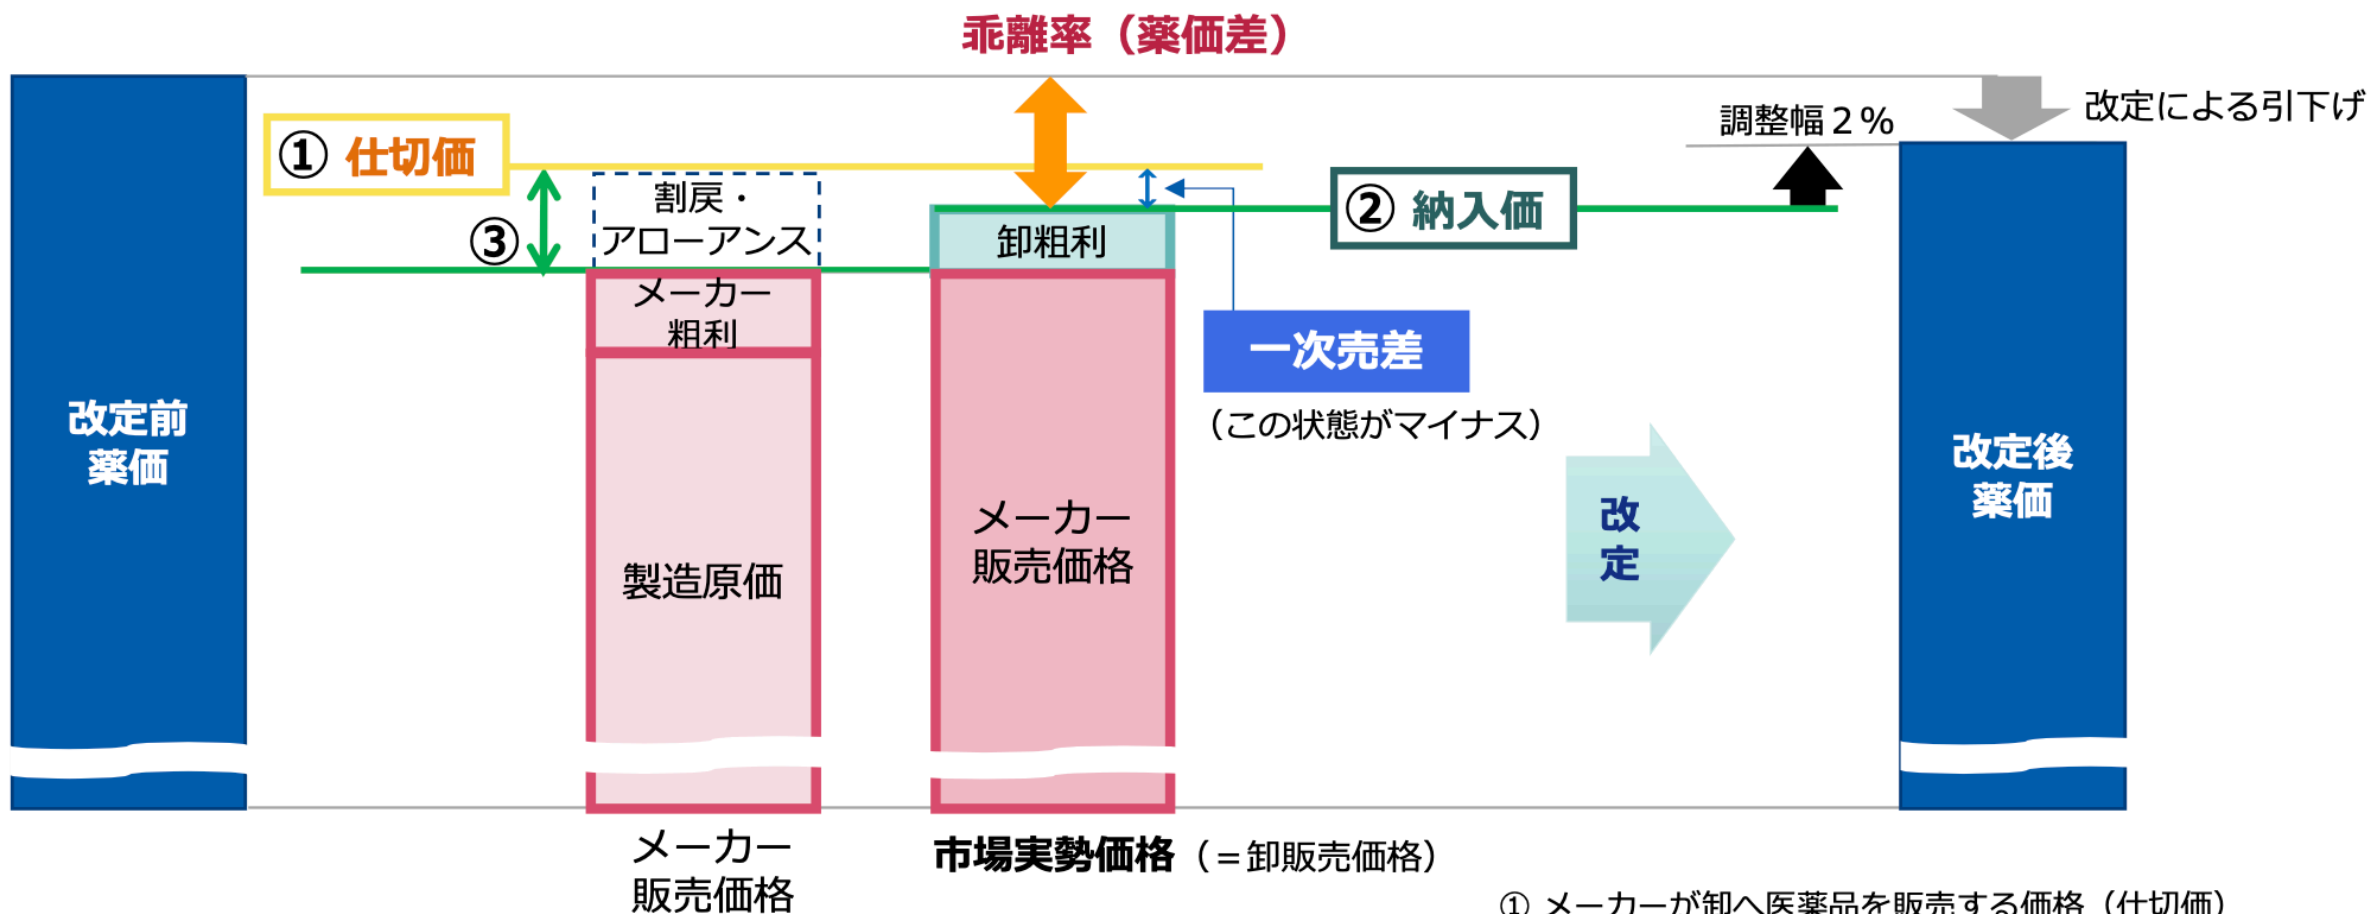 乖離率（薬価差）
改定による引下げ
調整幅２％
① 仕切価
割戻・
アローアンス
③
② 納入価
卸粗利
メーカー
粗利
一次売差
（この状態がマイナス）
改定前
薬価
製造原価
メーカー
販売価格
改
定
改定後
薬価
メーカー
販売価格
市場実勢価格（＝卸販売価格）
① メーカーが卸へ医薬品を販売する価格（仕切価）